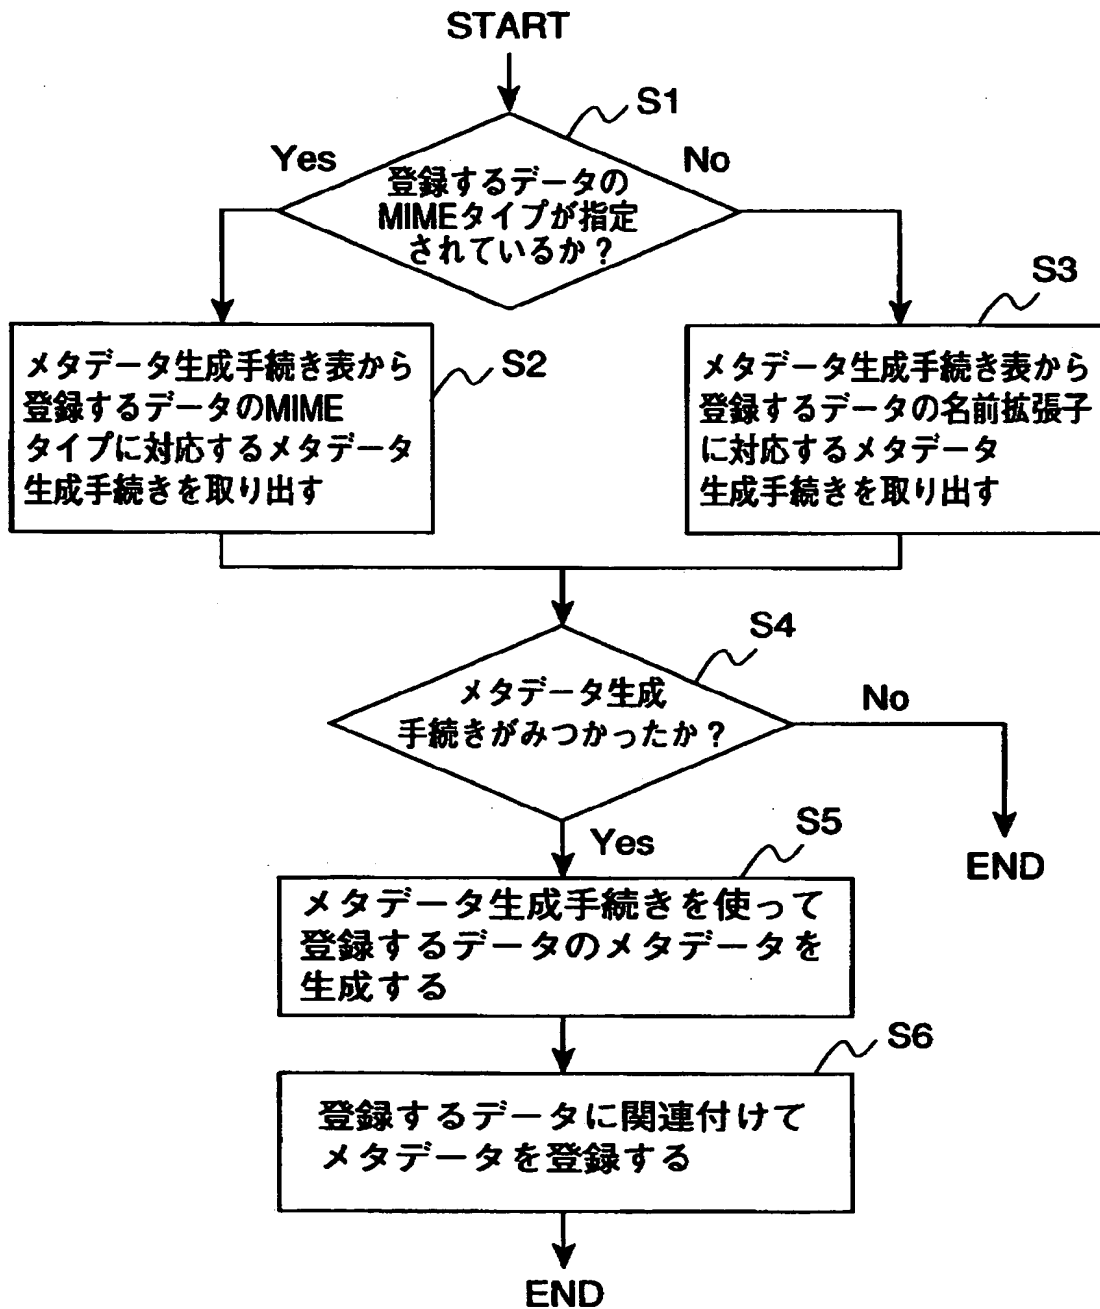 START
S1
Yes
No
登録するデータの
MIMEタイプが指定
されているか？
S2
メタデータ生成手続き表から
登録するデータのMIME
タイプに対応するメタデータ
生成手続きを取り出す
S3
メタデータ生成手続き表から
登録するデータの名前拡張子
に対応するメタデータ
生成手続きを取り出す
S4
メタデータ生成
手続きがみつかったか？
No
END
Yes
S5
メタデータ生成手続きを使って
登録するデータのメタデータを
生成する
S6
登録するデータに関連付けて
メタデータを登録する
END